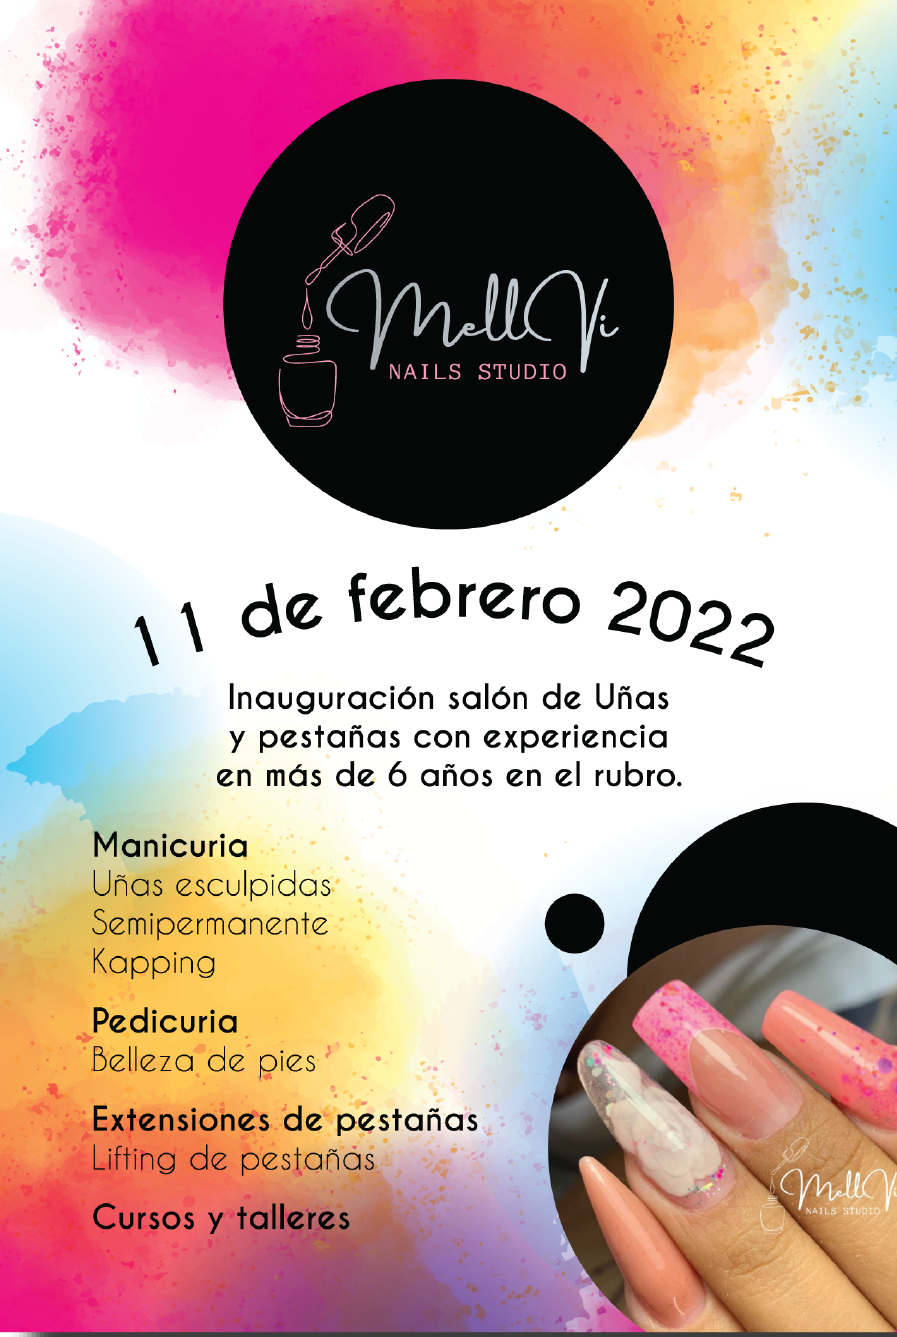 MellVi
NAILS STUDIO
11 de febrero 2022
Inauguración salón de Uñas
y pestañas con experiencia
en más de 6 años en el rubro.
Manicuria
Uñas esculpidas
Semipermanente
Kapping
Pedicuria
Belleza de pies
Extensiones de pestañas
Lifting de pestañas
Cursos y talleres
MellVi
NAILS STUDIO